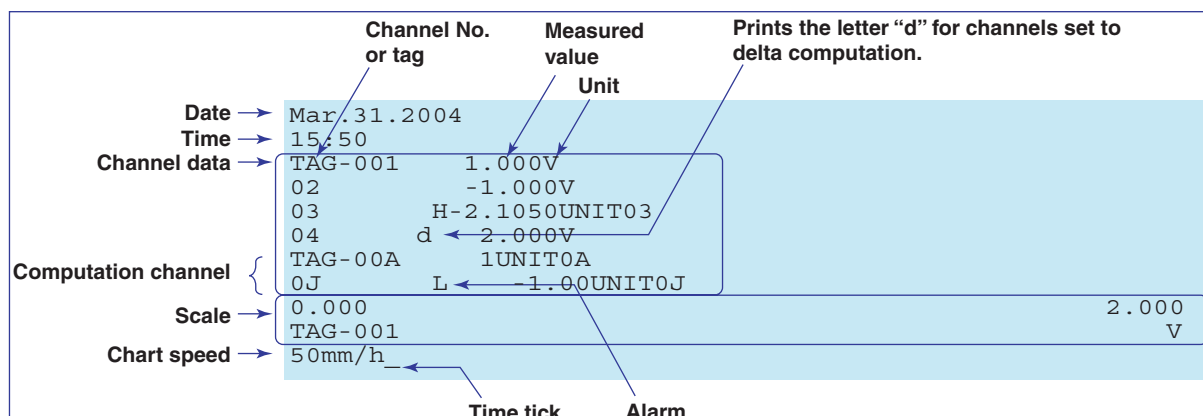 Channel No. or tag
Measured value
Unit
Prints the letter “d” for channels set to delta computation.
Date
Mar.31.2004
Time
15:50
Channel data
TAG-001 1.000V
02 -1.000V
03 H-2.1050UNIT03
04 d 2.000V
Computation channel
TAG-00A 1UNIT0A
0J L -1.00UNIT0J
Scale
0.000 2.000
TAG-001 V
Chart speed
50mm/h_
Time tick
Alarm